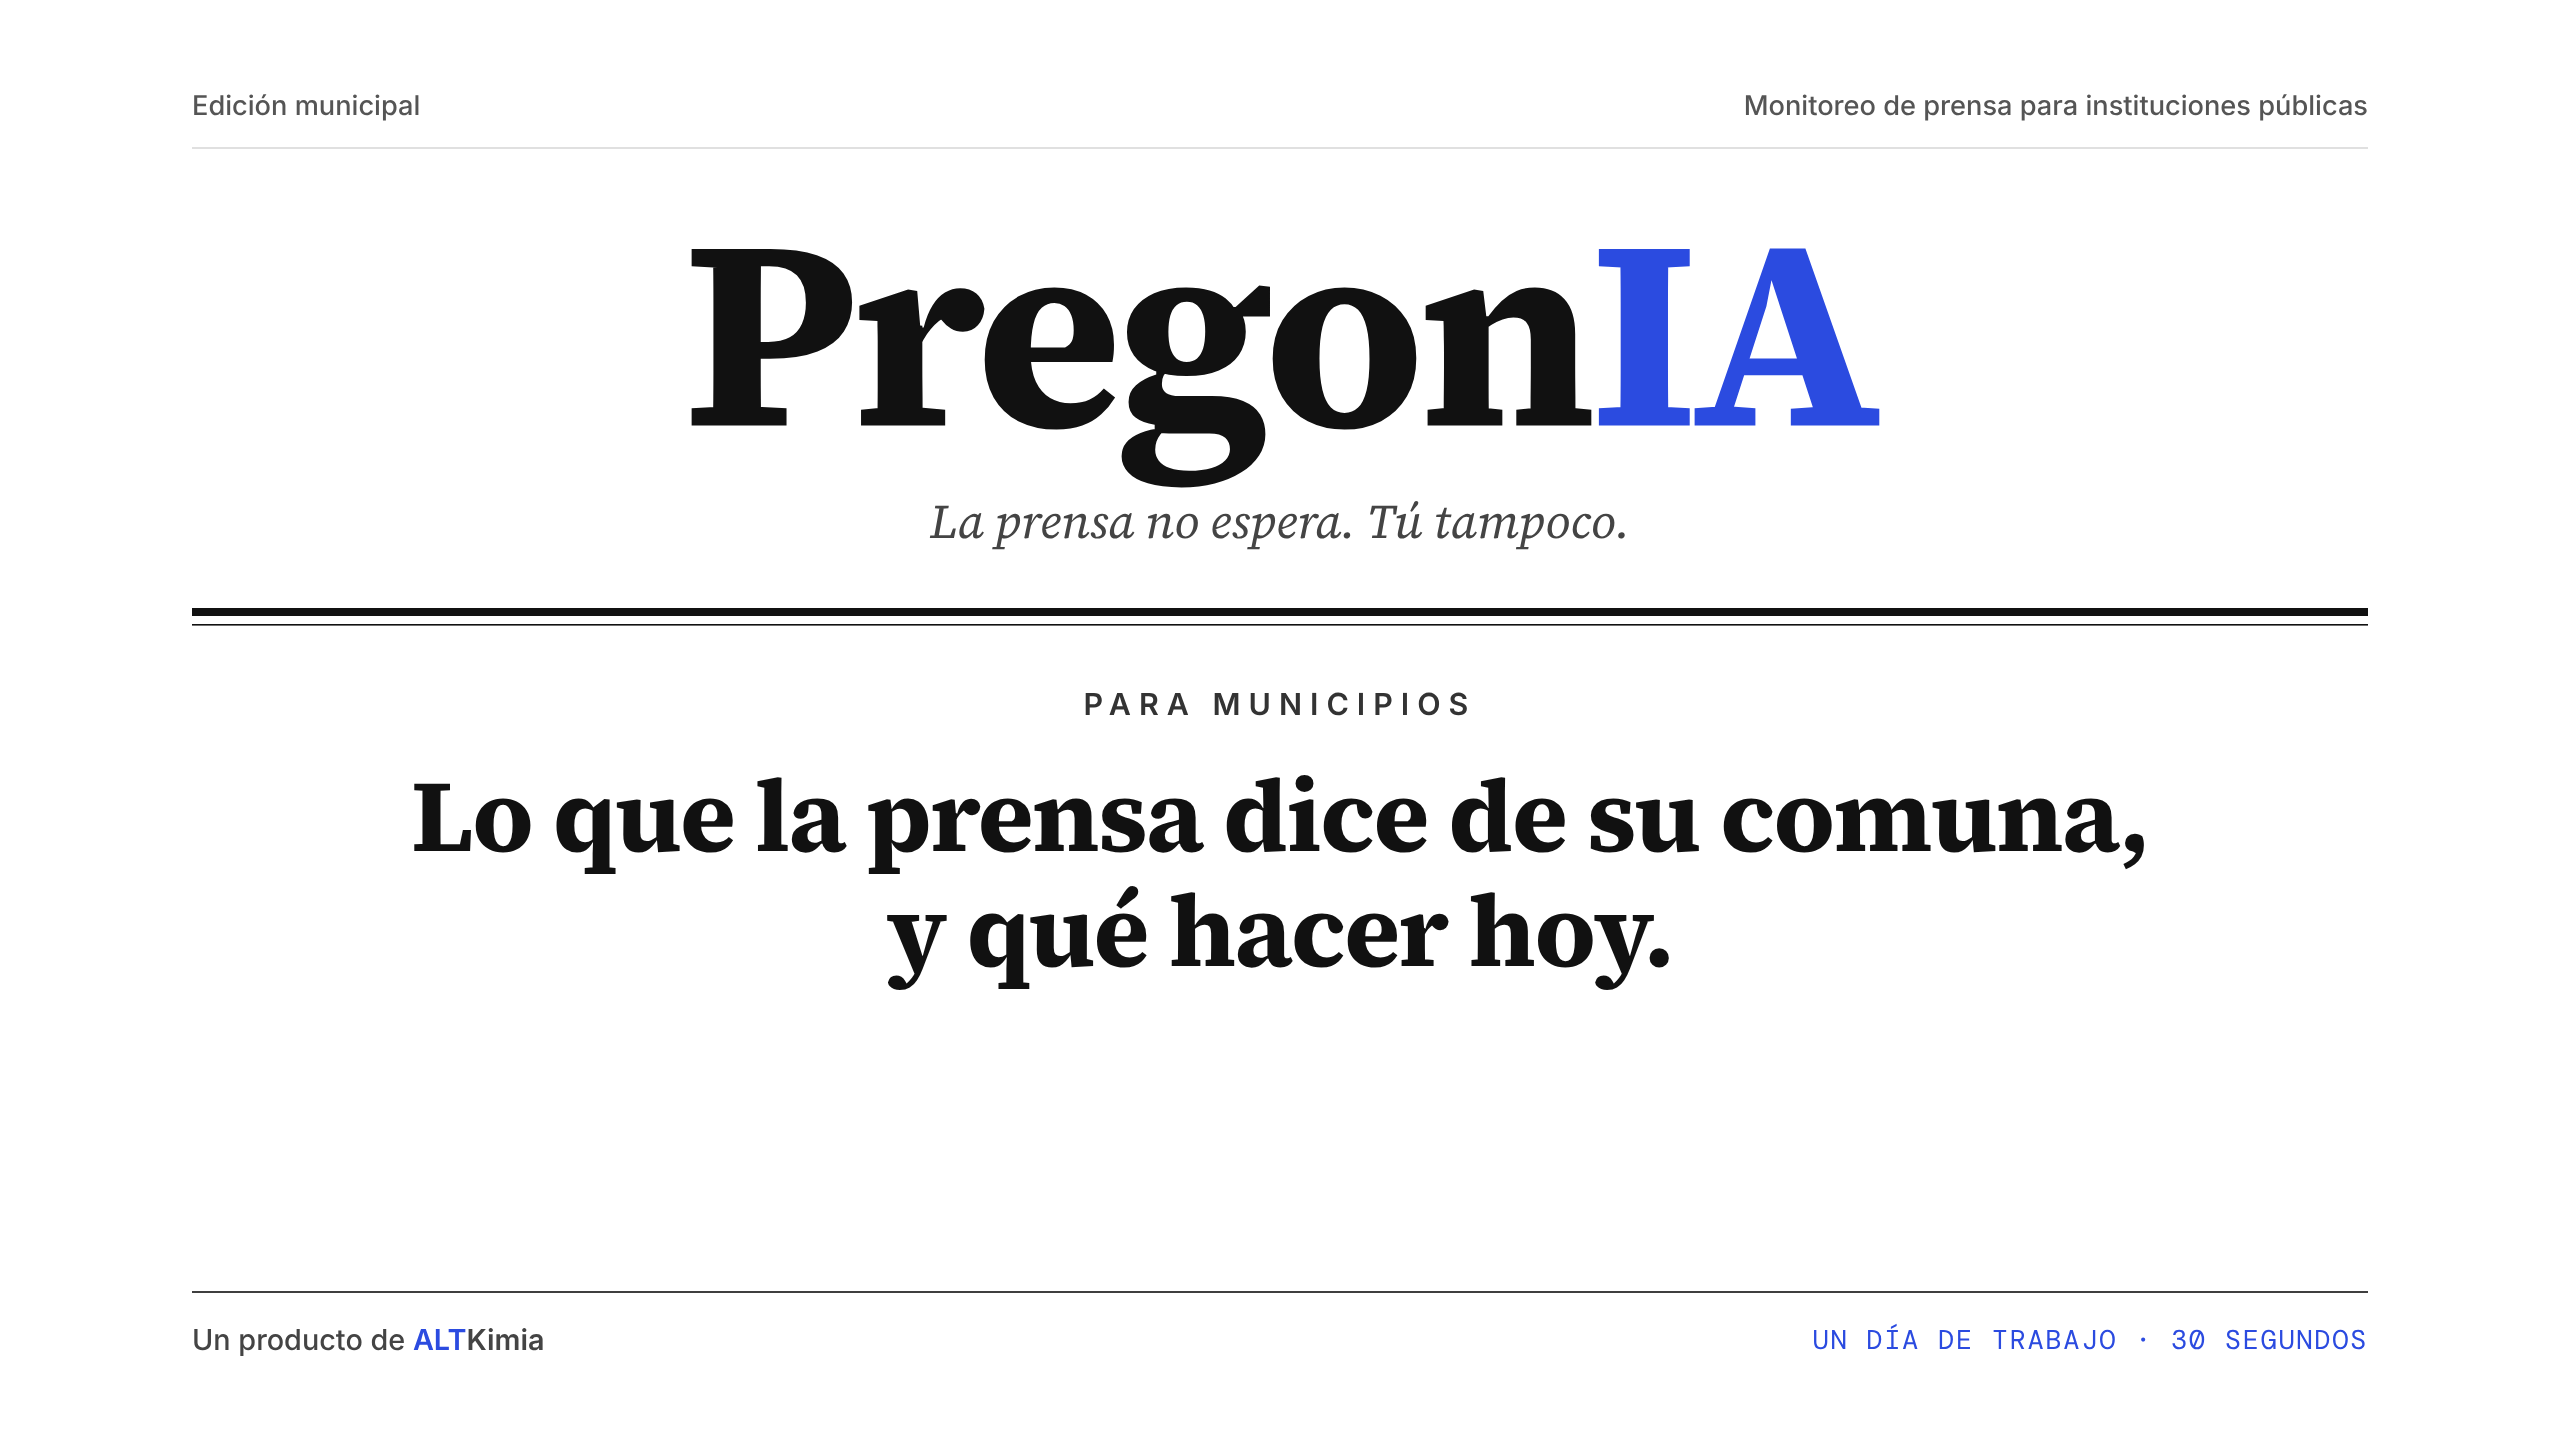 Edición municipal
Monitoreo de prensa para instituciones públicas
PregonIA
La prensa no espera. Tú tampoco.
PARA MUNICIPIOS
Lo que la prensa dice de su comuna,
y qué hacer hoy.
Un producto de ALTKimia
UN DÍA DE TRABAJO · 30 SEGUNDOS